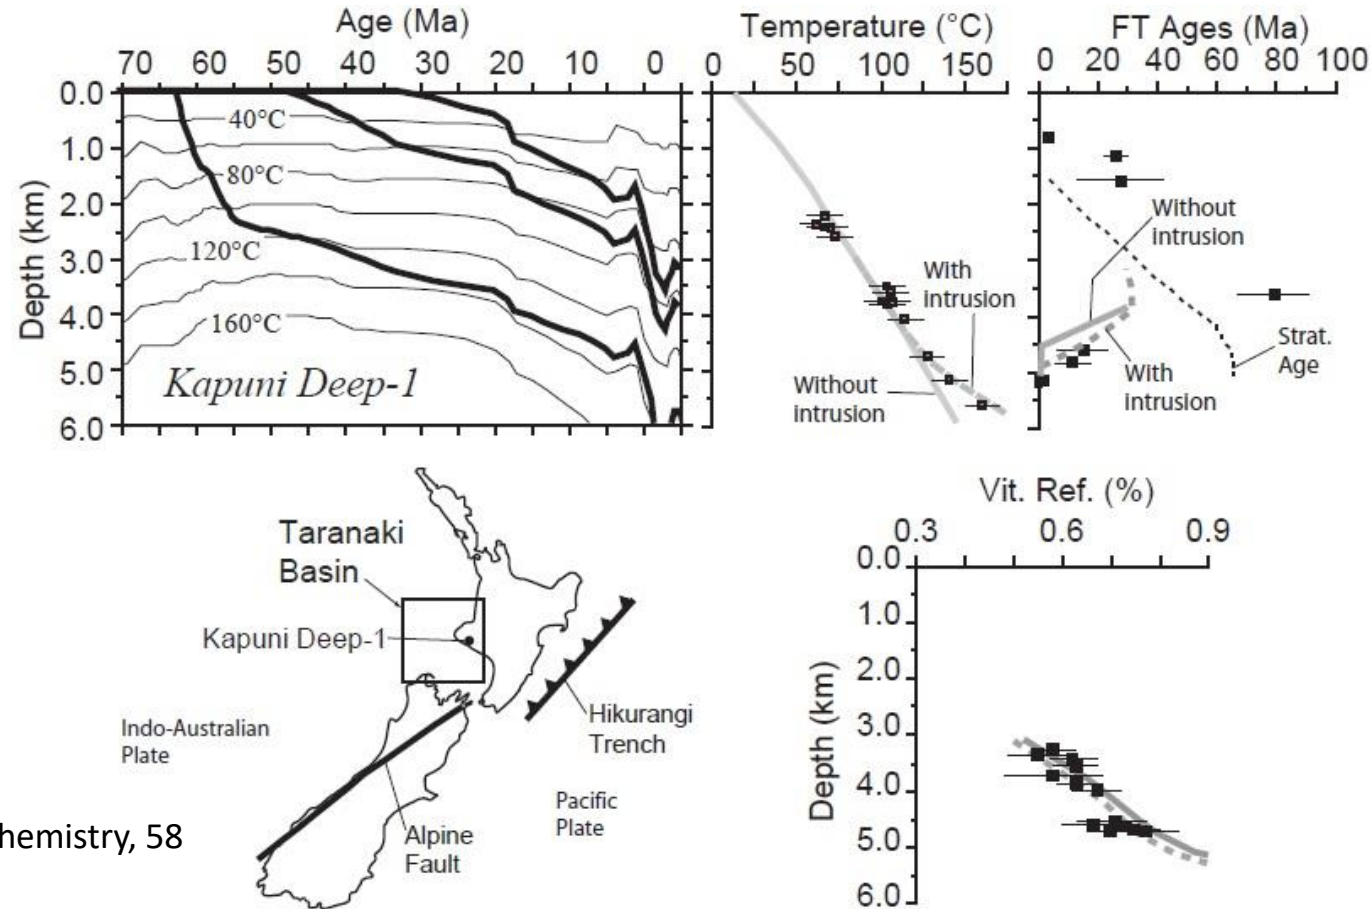 Age (Ma)
70 60 50 40 30 20 10 0
Depth (km)
0.0
1.0
2.0
3.0
4.0
5.0
6.0
40°C
80°C
120°C
160°C
Kapuni Deep-1
Temperature (°C)
0 50 100 150
With
intrusion
Without
intrusion
FT Ages (Ma)
0 20 40 60 80 100
Without
intrusion
With
intrusion
Strat.
Age
Taranaki
Basin
Kapuni Deep-1
Indo-Australian
Plate
Hikurangi
Trench
Pacific
Plate
Alpine
Fault
hemistry, 58
Vit. Ref. (%)
0.3 0.6 0.9
Depth (km)
0.0
1.0
2.0
3.0
4.0
5.0
6.0